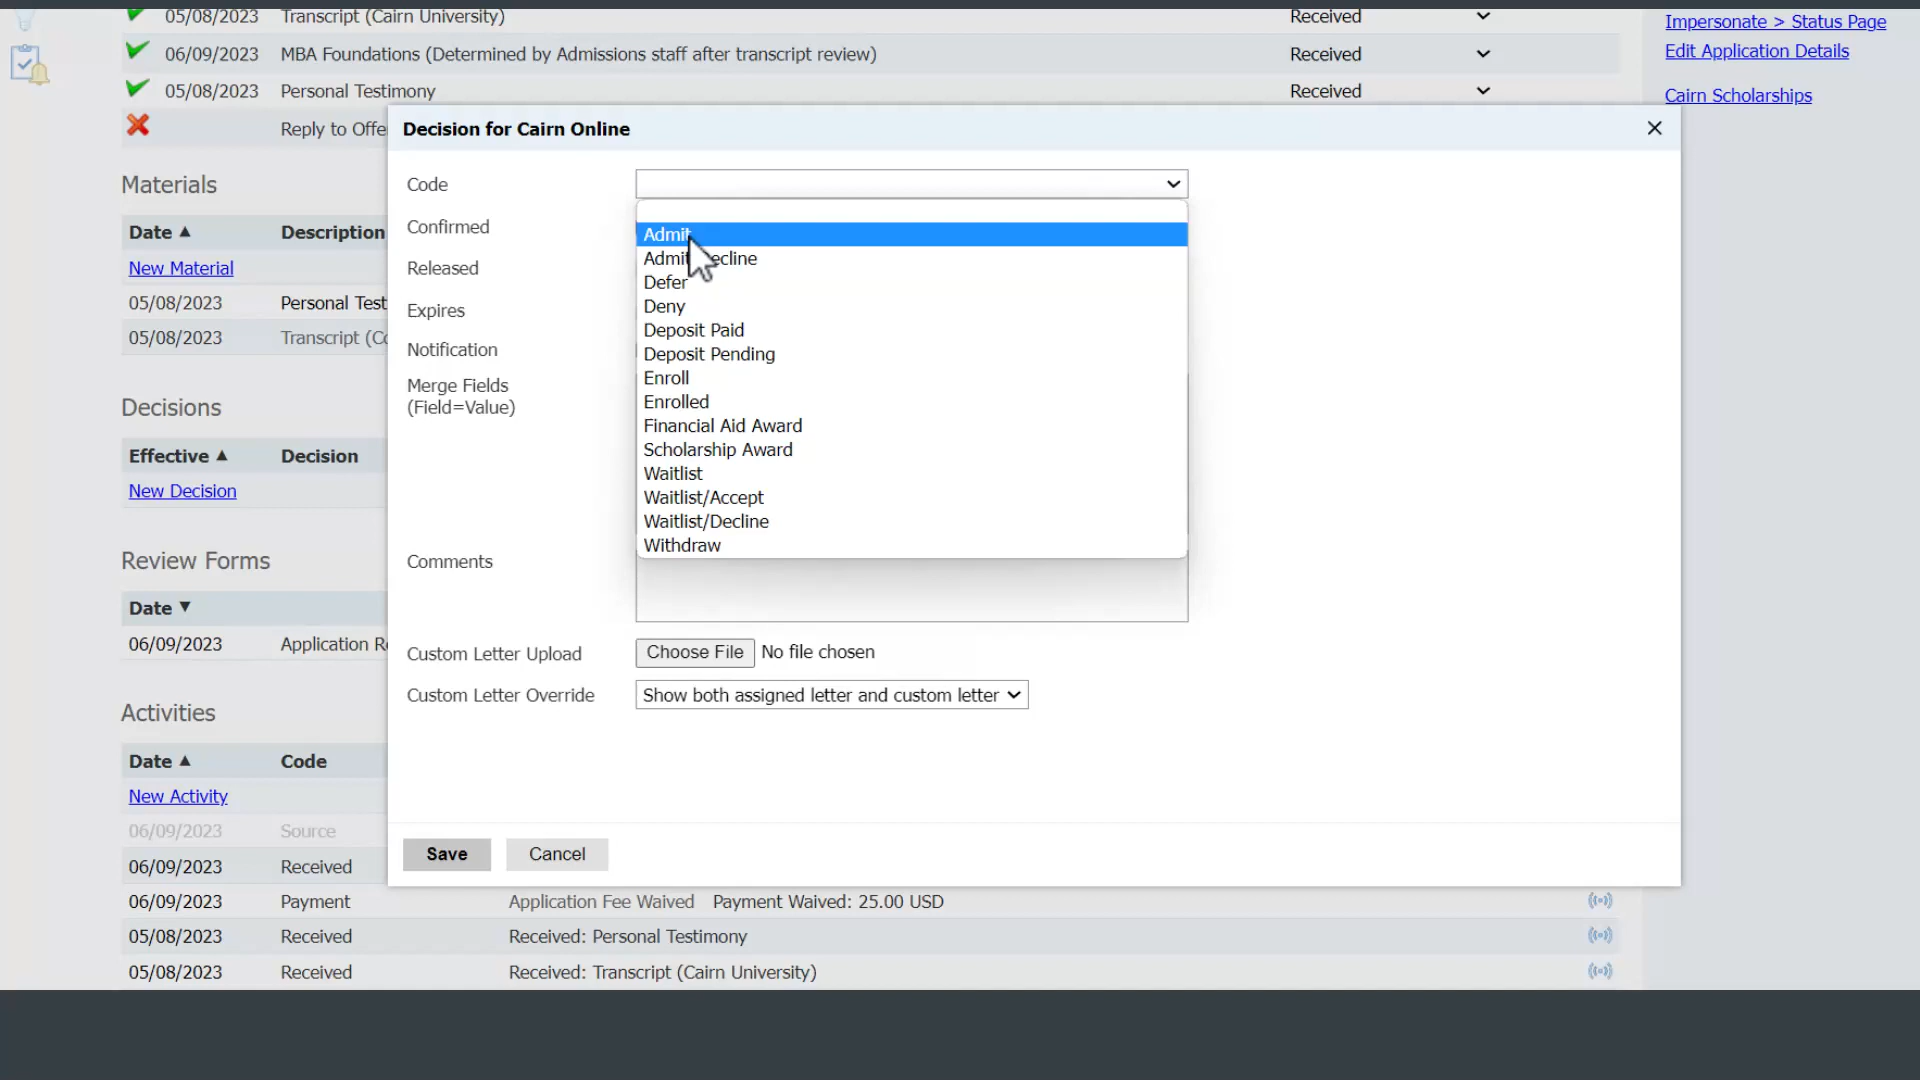 05/08/2023 Transcript (Cairn University) Received
Impersonate > Status Page
06/09/2023 MBA Foundations (Determined by Admissions staff after transcript review) Received
Edit Application Details
05/08/2023 Personal Testimony Received
Cairn Scholarships
Reply to Offe
Decision for Cairn Online
Materials
Date ▲ Description
New Material
05/08/2023 Personal Test
05/08/2023 Transcript (Co
Decisions
Effective ▲ Decision
New Decision
Review Forms
Date ▼
06/09/2023 Application Re
Activities
Date ▲ Code
New Activity
06/09/2023 Source
06/09/2023 Received
06/09/2023 Payment Application Fee Waived Payment Waived: 25.00 USD
05/08/2023 Received Received: Personal Testimony
05/08/2023 Received Received: Transcript (Cairn University)
Code
Confirmed
Released
Expires
Notification
Merge Fields
(Field=Value)
Comments
Admit
Defer
Deny
Deposit Paid
Deposit Pending
Enroll
Enrolled
Financial Aid Award
Scholarship Award
Waitlist
Waitlist/Accept
Waitlist/Decline
Withdraw
Custom Letter Upload Choose File No file chosen
Custom Letter Override Show both assigned letter and custom letter
Save Cancel